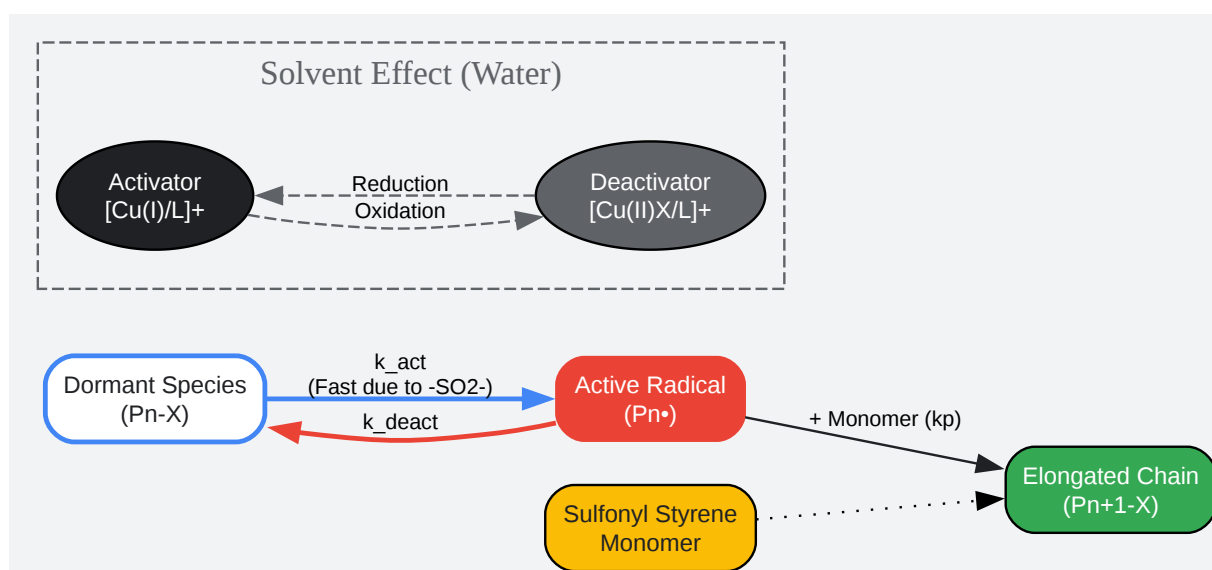 Solvent Effect (Water)
Activator
[Cu(I)/L]+
Reduction
Oxidation
Deactivator
[Cu(II)X/L]+
Dormant Species
(Pn-X)
k_act
(Fast due to -SO2-)
k_deact
Active Radical
(Pn•)
+ Monomer (kp)
Elongated Chain
(Pn+1-X)
Sulfonyl Styrene
Monomer